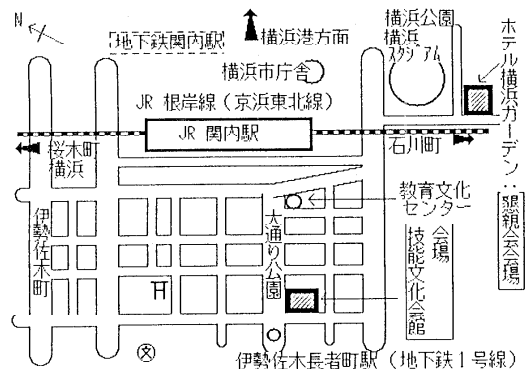 N
地下鉄関内駅
横浜港方面
横浜公園
横浜
スタジアム
横浜市庁舎
JR 根岸線（京浜東北線）
JR 関内駅
桜木町
横浜
石川町
ホテル横浜ガーデン：懇親会会場
教育文化
センター
伊勢佐木町
大通り公園
会場
技能文化会館
文
伊勢佐木長者町駅（地下鉄1号線）